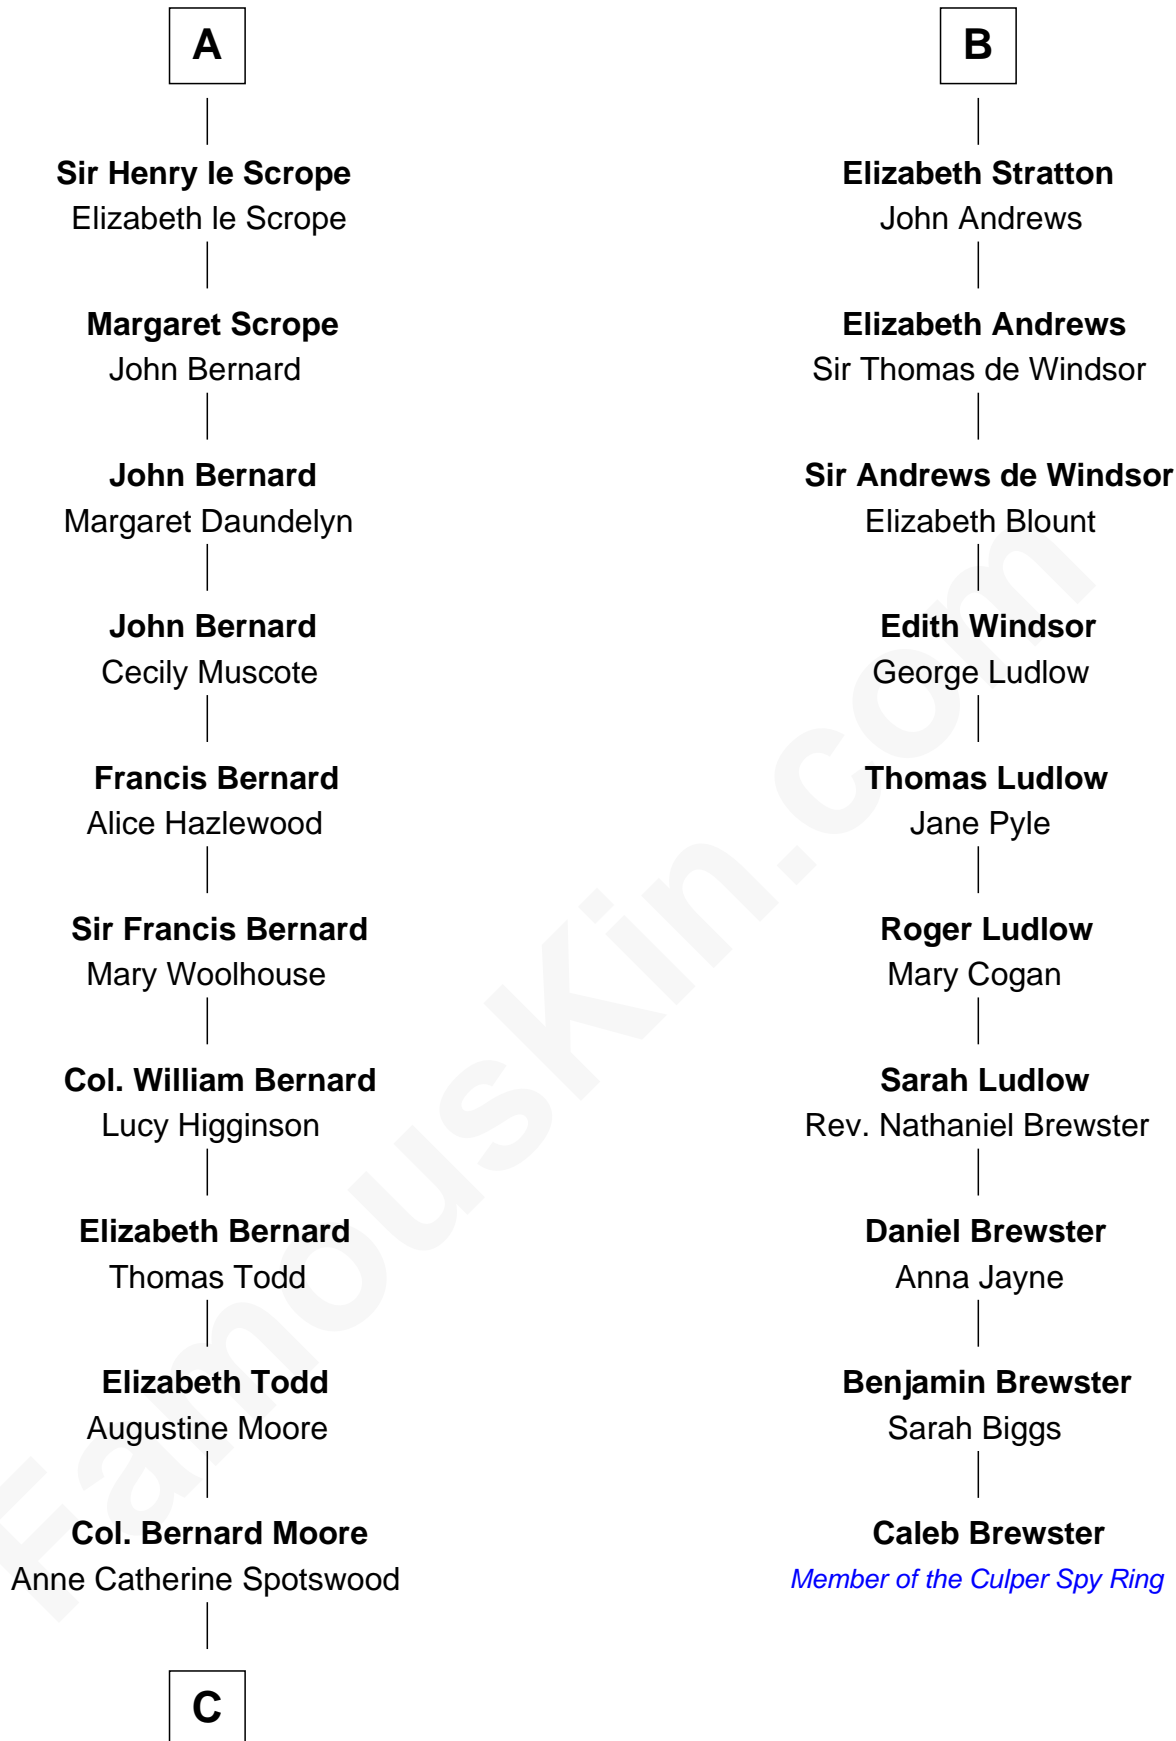 A
Sir Henry le Scrope
Elizabeth le Scrope
Margaret Scrope
John Bernard
John Bernard
Margaret Daundelyn
John Bernard
Cecily Muscote
Francis Bernard
Alice Hazlewood
Sir Francis Bernard
Mary Woolhouse
Col. William Bernard
Lucy Higginson
Elizabeth Bernard
Thomas Todd
Elizabeth Todd
Augustine Moore
Col. Bernard Moore
Anne Catherine Spotswood
C
B
Elizabeth Stratton
John Andrews
Elizabeth Andrews
Sir Thomas de Windsor
Sir Andrews de Windsor
Elizabeth Blount
Edith Windsor
George Ludlow
Thomas Ludlow
Jane Pyle
Roger Ludlow
Mary Cogan
Sarah Ludlow
Rev. Nathaniel Brewster
Daniel Brewster
Anna Jayne
Benjamin Brewster
Sarah Biggs
Caleb Brewster
Member of the Culper Spy Ring
FamousKin.com